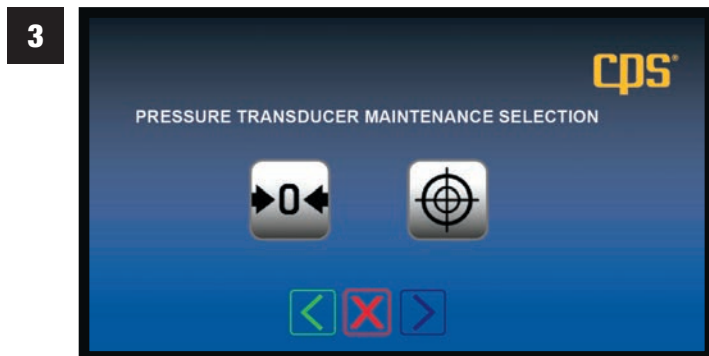 3
CPS®
PRESSURE TRANSDUCER MAINTENANCE SELECTION
0